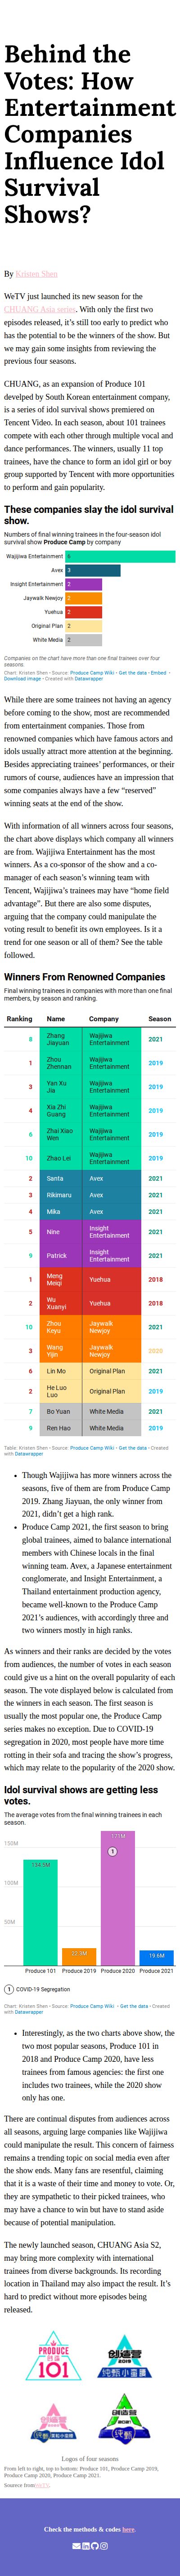 Behind the
Votes: How
Entertainment
Companies
Influence Idol
Survival
Shows?
By Kristen Shen
WeTV just launched its new season for the
CHUANG Asia series. With only the first two
episodes released, it’s still too early to predict who
has the potential to be the winners of the show. But
we may gain some insights from reviewing the
previous four seasons.
CHUANG, as an expansion of Produce 101
develped by South Korean entertainment company,
is a series of idol survival shows premiered on
Tencent Video. In each season, about 101 trainees
compete with each other through multiple vocal and
dance performances. The winners, usually 11 top
trainees, have the chance to form an idol girl or boy
group supported by Tencent with more opportunities
to perform and gain popularity.
These companies slay the idol survival
show.
Numbers of final winning trainees in the four-season idol
survival show Produce Camp by company
Wajijiwa Entertainment 6
Avex 3
Insight Entertainment 2
Jaywalk Newjoy 2
Yuehua 2
Original Plan 2
White Media 2
Companies on the chart have more than one final trainees over four
seasons.
Chart: Kristen Shen • Source: Produce Camp Wiki • Get the data • Embed •
Download image • Created with Datawrapper
While there are some trainees not having an agency
before coming to the show, most are recommended
from entertainment companies. Those from
renowned companies which have famous actors and
idols usually attract more attention at the beginning.
Besides appreciating trainees’ performances, or their
rumors of course, audiences have an impression that
some companies always have a few “reserved”
winning seats at the end of the show.
With information of all winners across four seasons,
the chart above displays which company all winners
are from. Wajijiwa Entertainment has the most
winners. As a co-sponsor of the show and a co-
manager of each season’s winning team with
Tencent, Wajijiwa’s trainees may have “home field
advantage”. But there are also some disputes,
arguing that the company could manipulate the
voting result to benefit its own employees. Is it a
trend for one season or all of them? See the table
followed.
Winners From Renowned Companies
Final winning trainees in companies with more than one final
members, by season and ranking.
Ranking Name Company Season
8 Zhang Jiayuan Wajijiwa Entertainment 2021
1 Zhou Zhennan Wajijiwa Entertainment 2019
3 Yan Xu Jia Wajijiwa Entertainment 2019
4 Xia Zhi Guang Wajijiwa Entertainment 2019
6 Zhai Xiao Wen Wajijiwa Entertainment 2019
10 Zhao Lei Wajijiwa Entertainment 2019
2 Santa Avex 2021
3 Rikimaru Avex 2021
4 Mika Avex 2021
5 Nine Insight Entertainment 2021
9 Patrick Insight Entertainment 2021
1 Meng Meiqi Yuehua 2018
2 Wu Xuanyi Yuehua 2018
10 Zhou Keyu Jaywalk Newjoy 2021
3 Wang Yijin Jaywalk Newjoy 2020
6 Lin Mo Original Plan 2021
2 He Luo Luo Original Plan 2019
7 Bo Yuan White Media 2021
9 Ren Hao White Media 2019
Table: Kristen Shen • Source: Produce Camp Wiki • Get the data • Created
with Datawrapper
Though Wajijiwa has more winners across the
seasons, five of them are from Produce Camp
2019. Zhang Jiayuan, the only winner from
2021, didn’t get a high rank.
Produce Camp 2021, the first season to bring
global trainees, aimed to balance international
members with Chinese locals in the final
winning team. Avex, a Japanese entertainment
conglomerate, and Insight Entertainment, a
Thailand entertainment production agency,
became well-known to the Produce Camp
2021’s audiences, with accordingly three and
two winners mostly in high ranks.
As winners and their ranks are decided by the votes
from audiences, the number of votes in each season
could give us a hint on the overall popularity of each
season. The vote displayed below is calculated from
the winners in each season. The first season is
usually the most popular one, the Produce Camp
series makes no exception. Due to COVID-19
segregation in 2020, most people have more time
rotting in their sofa and tracing the show’s progress,
which may relate to the popularity of the 2020 show.
Idol survival shows are getting less
votes.
The average votes from the final winning trainees in each
season.
150M
100M
50M
134.5M
22.3M
171M
19.6M
1
Produce 101 Produce 2019 Produce 2020 Produce 2021
1 COVID-19 Segregation
Chart: Kristen Shen • Source: Produce Camp Wiki • Get the data • Created
with Datawrapper
Interestingly, as the two charts above show, the
two most popular seasons, Produce 101 in
2018 and Produce Camp 2020, have less
trainees from famous agencies: the first one
includes two trainees, while the 2020 show
only has one.
There are continual disputes from audiences across
all seasons, arguing large companies like Wajijiwa
could manipulate the result. This concern of fairness
remains a trending topic on social media even after
the show ends. Many fans are resentful, claiming
that it is a waste of their time and money to vote. Or,
they are sympathetic to their picked trainees, who
may have a chance to win but have to stand aside
because of potential manipulation.
The newly launched season, CHUANG Asia S2,
may bring more complexity with international
trainees from diverse backgrounds. Its recording
location in Thailand may also impact the result. It’s
hard to predict without more episodes being
released.
PRODUCE
101
创造营
2019
创造营
2020
创造营
2021
Logos of four seasons
From left to right, top to bottom: Produce 101, Produce Camp 2019,
Produce Camp 2020, Produce Camp 2021.
Source from WeTV.
Check the methods & codes here.